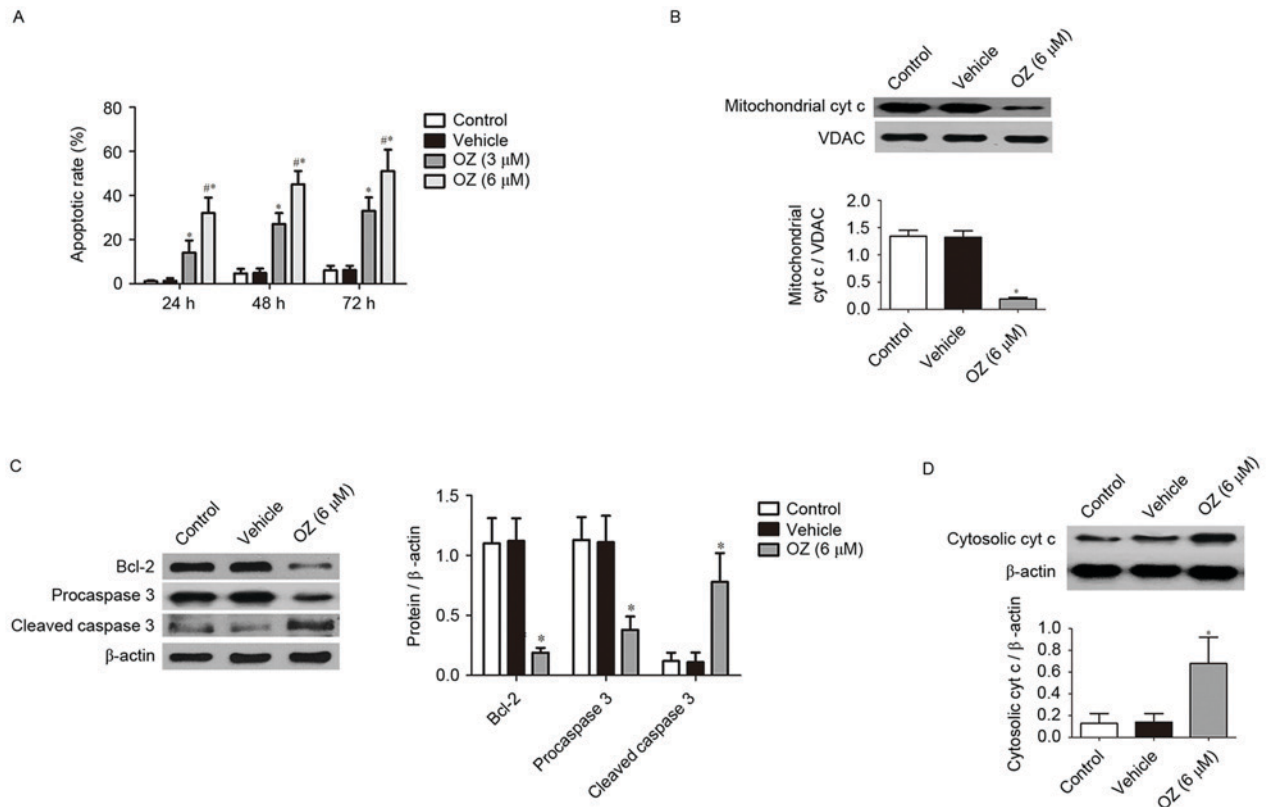 A
Apoptotic rate (%)
80
60
40
20
0
* #* * #* * #*
24 h 48 h 72 h
Control
Vehicle
OZ (3 μM)
OZ (6 μM)
B
Control Vehicle OZ (6 μM)
Mitochondrial cyt c
VDAC
Mitochondrial
cyt c / VDAC
2.0
1.5
1.0
0.5
0.0
*
Control Vehicle OZ (6 μM)
C
Control Vehicle OZ (6 μM)
Bcl-2
Procaspase 3
Cleaved caspase 3
β-actin
Protein / β -actin
1.5
1.0
0.5
0.0
* * *
Bcl-2 Procaspase 3 Cleaved caspase 3
Control
Vehicle
OZ (6 μM)
D
Control Vehicle OZ (6 μM)
Cytosolic cyt c
β-actin
Cytosolic cyt c / β -actin
1.0
0.8
0.6
0.4
0.2
0.0
*
Control Vehicle OZ (6 μM)